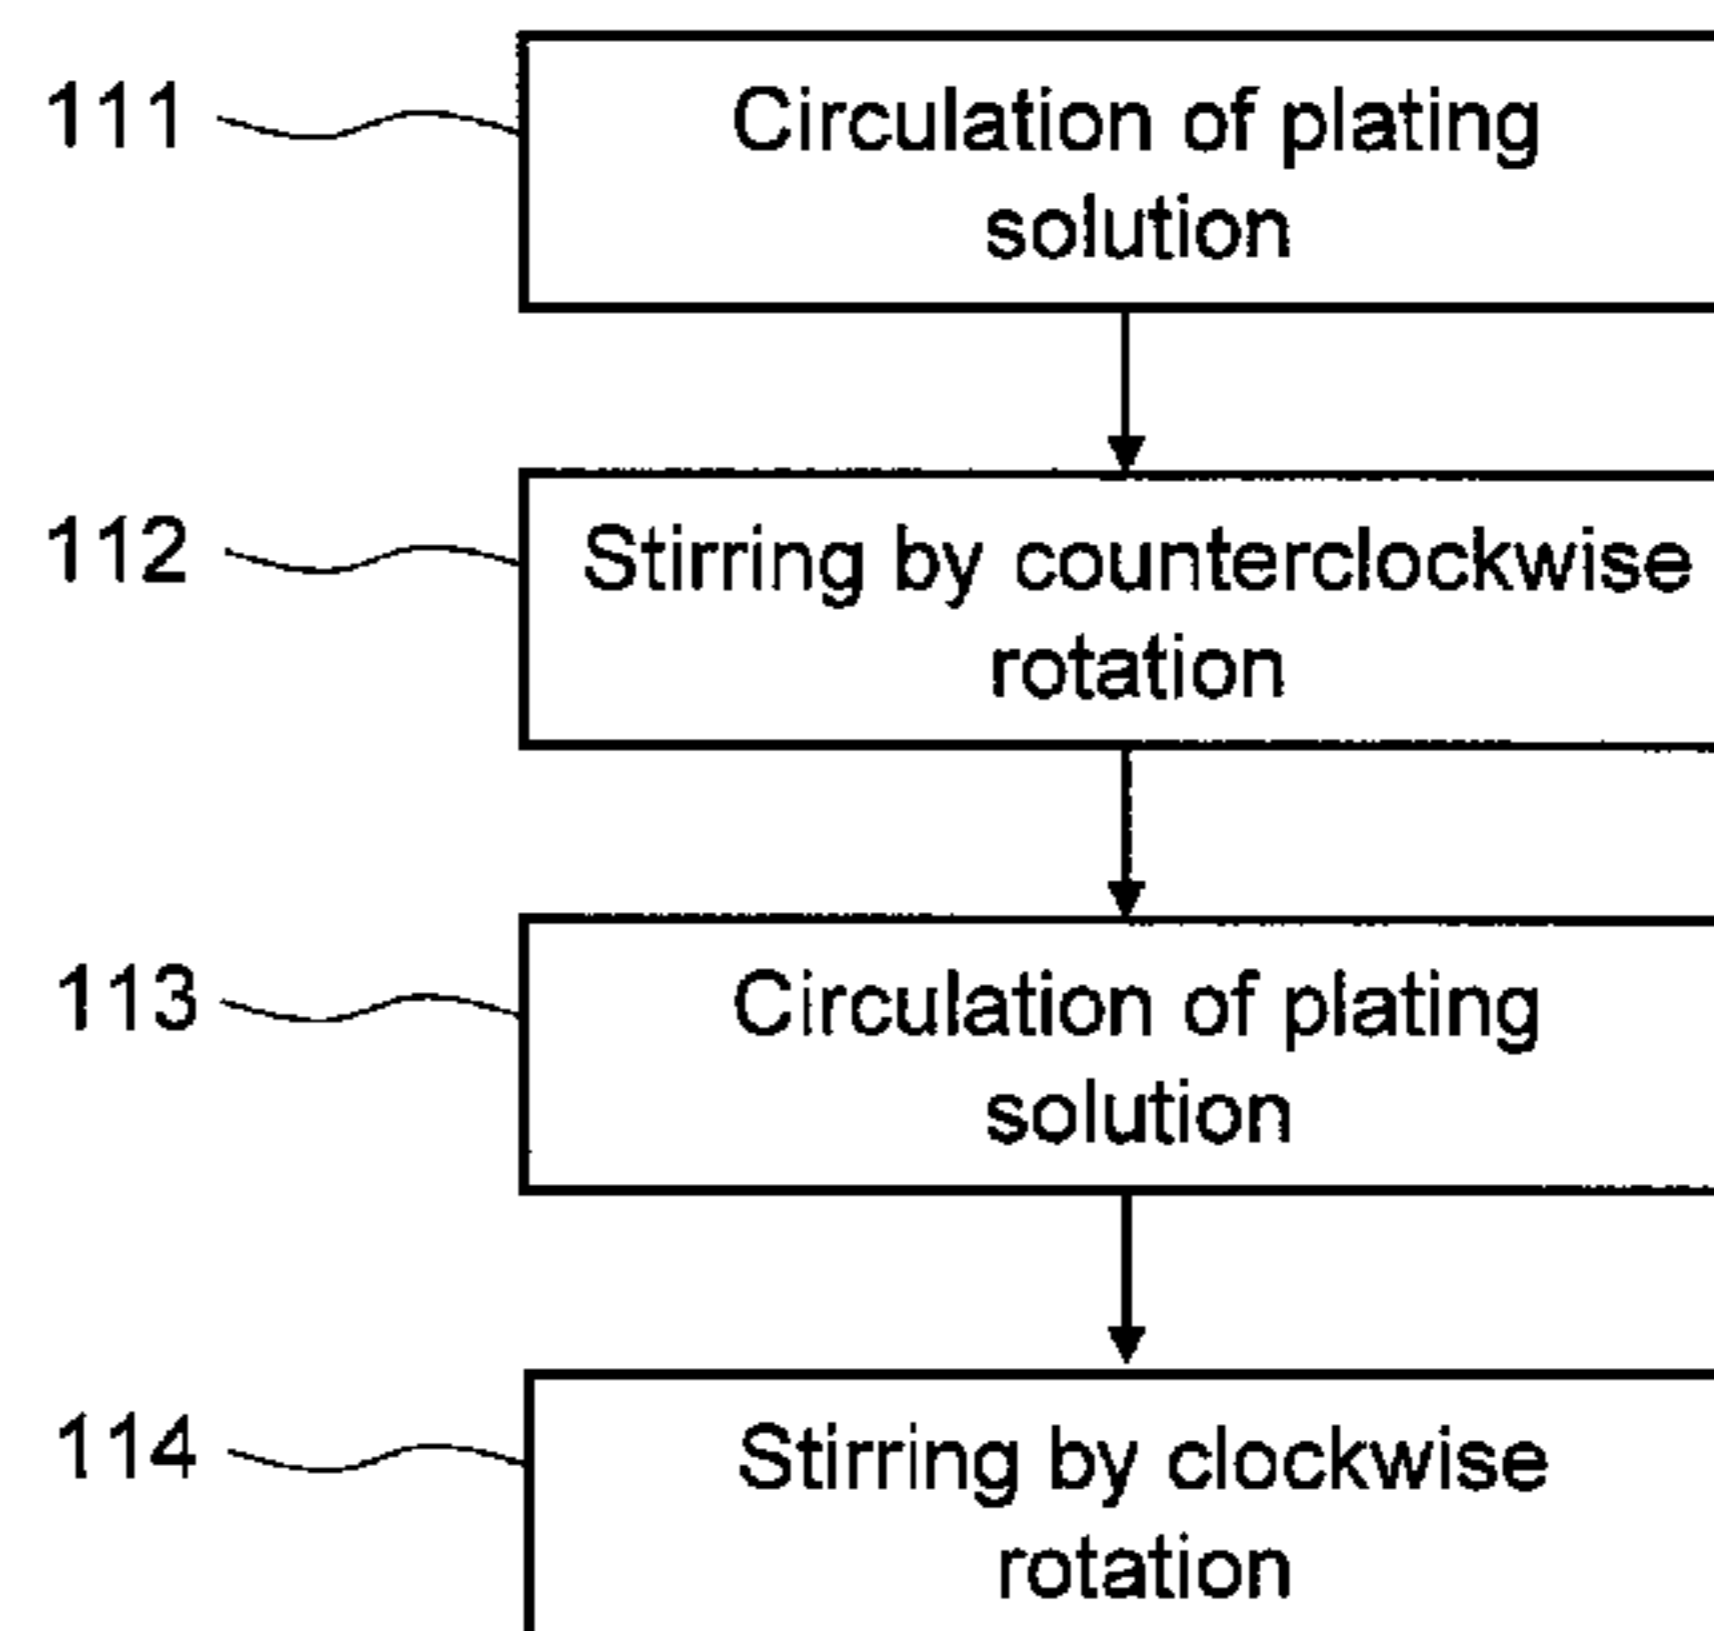 111
Circulation of plating
solution
112
Stirring by counterclockwise
rotation
113
Circulation of plating
solution
114
Stirring by clockwise
rotation